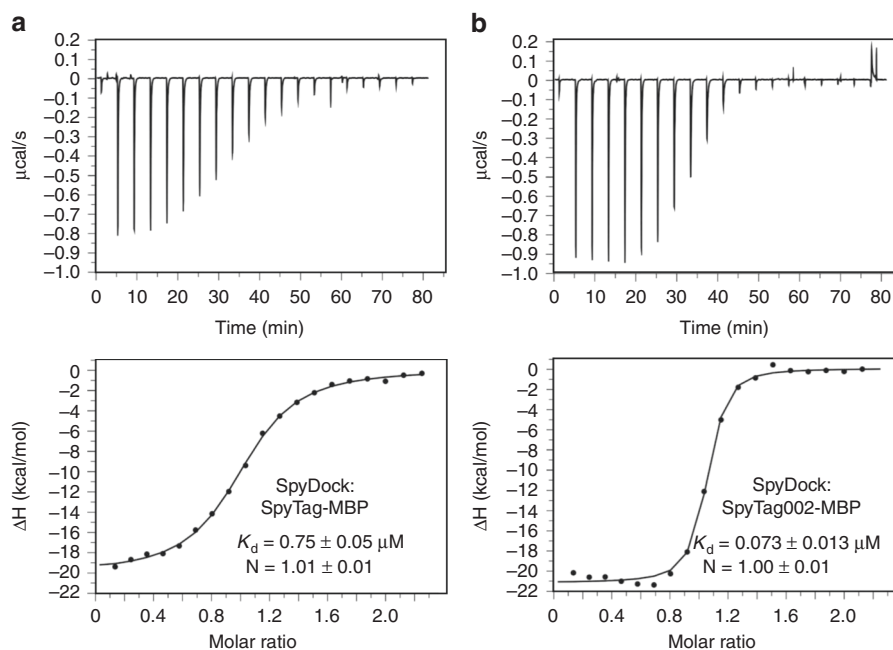 a
0.2
0.1
0
–0.1
–0.2
–0.3
–0.4
–0.5
–0.6
–0.7
–0.8
–0.9
–1.0
μcal/s
0 10 20 30 40 50 60 70 80
Time (min)
0
–2
–4
–6
–8
–10
–12
–14
–16
–18
–20
–22
ΔH (kcal/mol)
SpyDock:
SpyTag-MBP
Kd = 0.75 ± 0.05 μM
N = 1.01 ± 0.01
0 0.4 0.8 1.2 1.6 2.0
Molar ratio
b
0.2
0.1
0
–0.1
–0.2
–0.3
–0.4
–0.5
–0.6
–0.7
–0.8
–0.9
–1.0
μcal/s
0 10 20 30 40 50 60 70 80
Time (min)
0
–2
–4
–6
–8
–10
–12
–14
–16
–18
–20
–22
ΔH (kcal/mol)
SpyDock:
SpyTag002-MBP
Kd = 0.073 ± 0.013 μM
N = 1.00 ± 0.01
0 0.4 0.8 1.2 1.6 2.0
Molar ratio